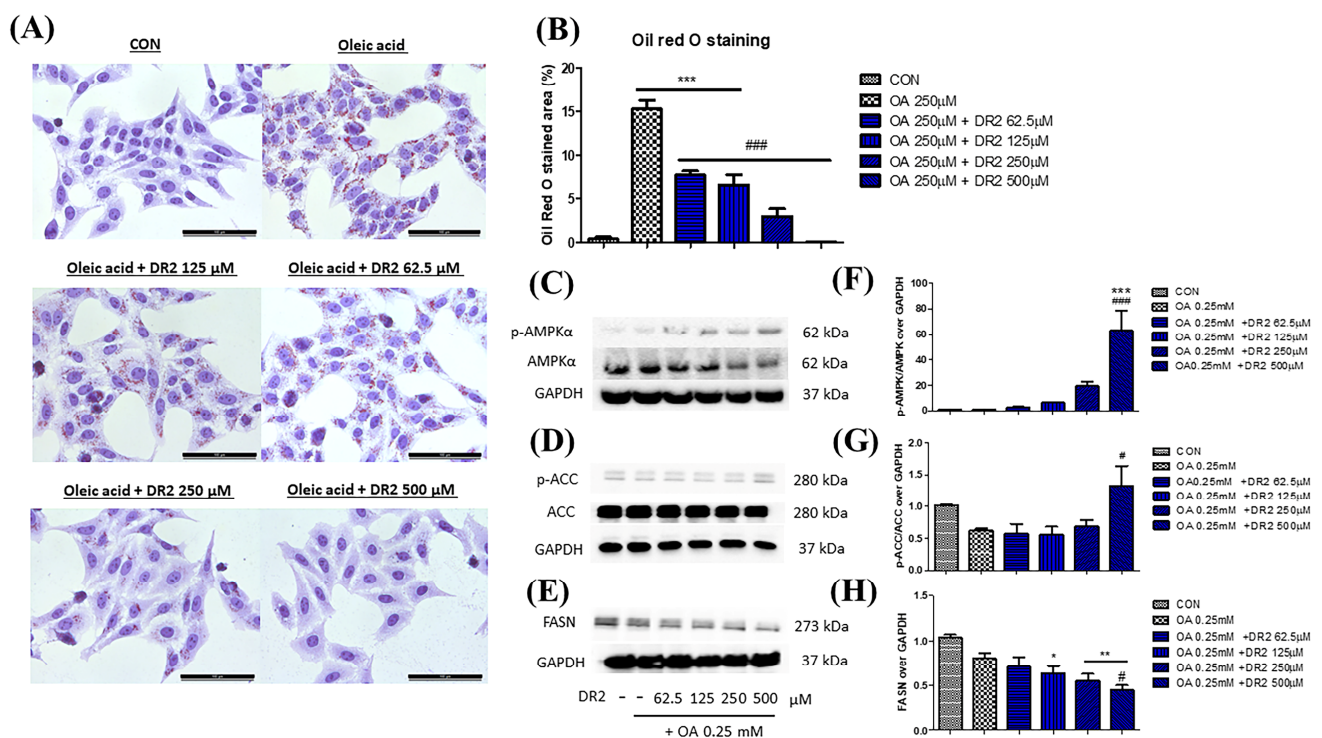 (A)
CON
Oleic acid
Oleic acid + DR2 125 µM
Oleic acid + DR2 62.5 µM
Oleic acid + DR2 250 µM
Oleic acid + DR2 500 µM
(B)
Oil red O staining
Oil Red O stained area (%)
20
15
10
5
0
***
###
CON
OA 250µM
OA 250µM + DR2 62.5µM
OA 250µM + DR2 125µM
OA 250µM + DR2 250µM
OA 250µM + DR2 500µM
(C)
p-AMPKα
62 kDa
AMPKα
62 kDa
GAPDH
37 kDa
(D)
p-ACC
280 kDa
ACC
280 kDa
GAPDH
37 kDa
(E)
FASN
273 kDa
GAPDH
37 kDa
DR2 - - 62.5 125 250 500 µM
+ OA 0.25 mM
(F)
p-AMPK/AMPK over GAPDH
100
80
60
40
20
0
***
###
CON
OA 0.25mM
OA 0.25mM +DR2 62.5µM
OA 0.25mM +DR2 125µM
OA 0.25mM +DR2 250µM
OA0.25mM +DR2 500µM
(G)
p-ACC/ACC over GAPDH
2.0
1.5
1.0
0.5
0.0
#
CON
OA 0.25mM
OA0.25mM +DR2 62.5µM
OA 0.25mM +DR2 125µM
OA 0.25mM +DR2 250µM
OA 0.25mM +DR2 500µM
(H)
FASN over GAPDH
1.5
1.0
0.5
0.0
*
**
#
CON
OA 0.25mM
OA 0.25mM +DR2 62.5µM
OA 0.25mM +DR2 125µM
OA 0.25mM +DR2 250µM
OA 0.25mM +DR2 500µM